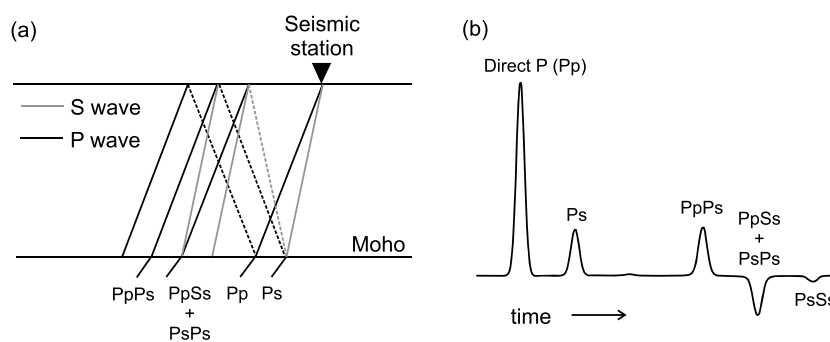 (a)
Seismic
station
S wave
P wave
Moho
PpPs
PpSs
+
PsPs
Pp
Ps
(b)
Direct P (Pp)
Ps
PpPs
PpSs
+
PsPs
PsSs
time